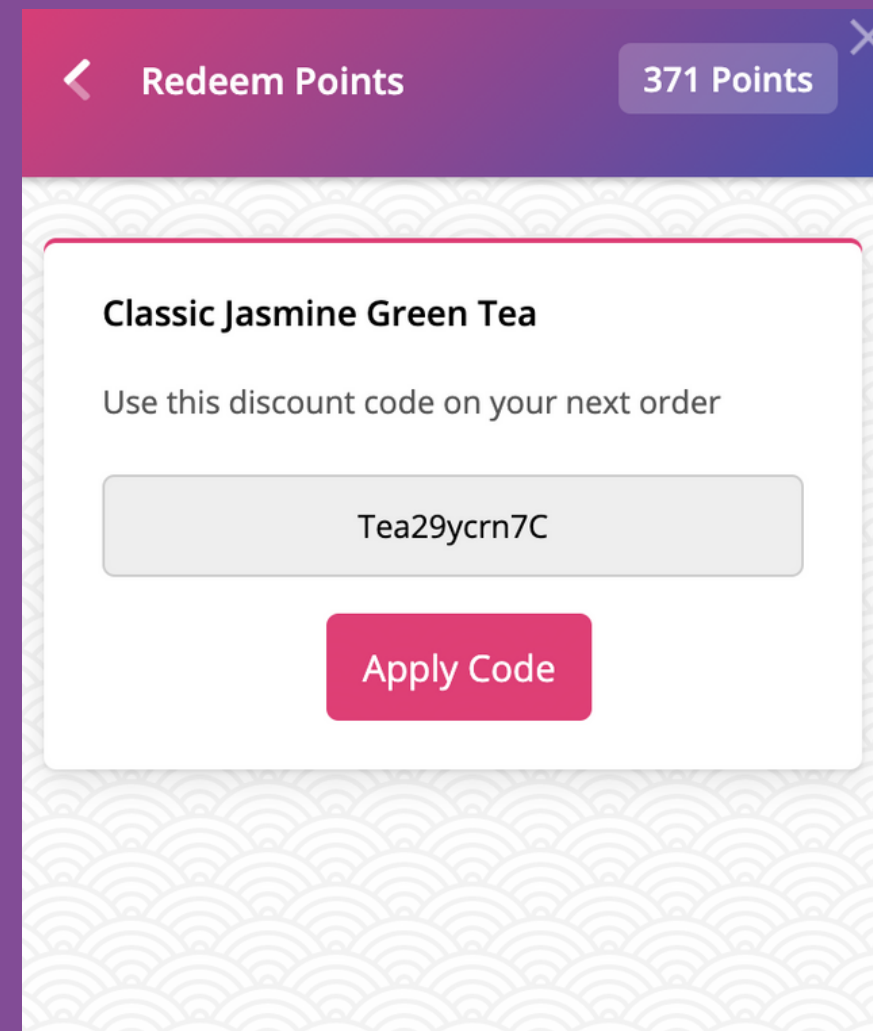 Redeem Points
371 Points
Classic Jasmine Green Tea
Use this discount code on your next order
Tea29ycrn7C
Apply Code